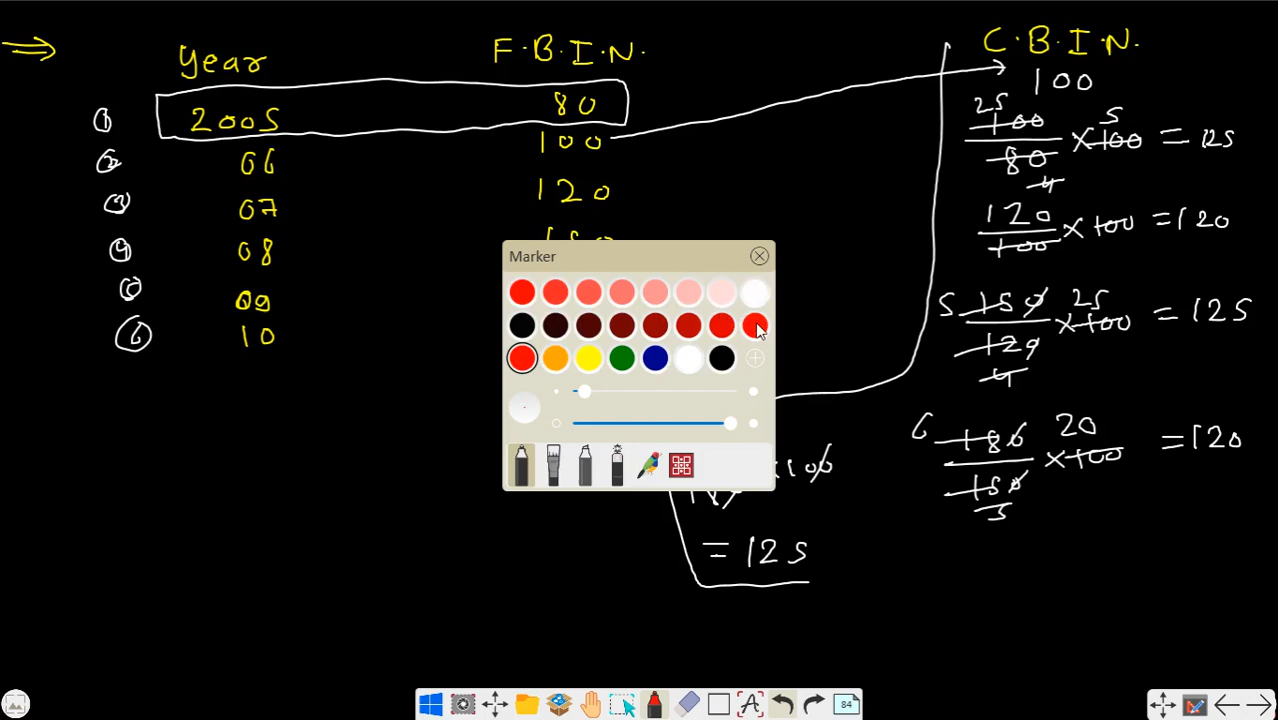 ⇒ Year F.B.I.N. C.B.I.N.
100
① 2005 80
25 100/80 × 100 5 = 125
4
② 06 100
③ 07 120
120/100 × 100 = 120
④ 08
⑤ 09
5 150/120 × 100 25 = 125
4
⑥ 10
Marker
6 180/150 × 100 20 = 120
5
×100
= 125
84